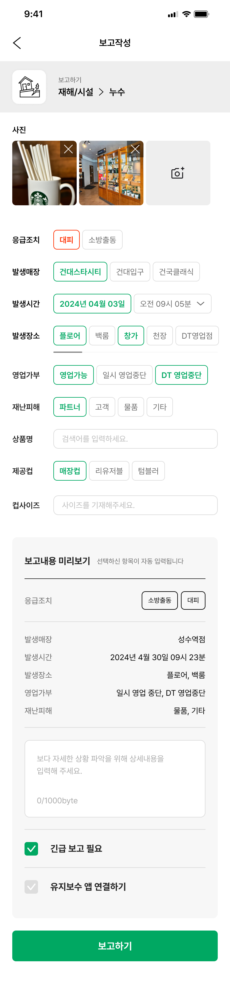 9:41
보고작성
보고하기
재해/시설 > 누수
사진
응급조치 대피 소방출동
발생매장 건대스타시티 건대입구 건국클래식
발생시간 2024년 04월 03일 오전 09시 05분
발생장소 플로어 백룸 창가 천장 DT영업점
영업가부 영업가능 일시 영업중단 DT 영업중단
재난피해 파트너 고객 물품 기타
상품명 검색어를 입력하세요.
제공컵 매장컵 리유저블 텀블러
컵사이즈 사이즈를 기재해주세요.
보고내용 미리보기 선택하신 항목이 자동 입력됩니다
응급조치 소방출동 대피
발생매장 성수역점
발생시간 2024년 4월 30일 09시 23분
발생장소 플로어, 백룸
영업가부 일시 영업 중단, DT 영업중단
재난피해 물품, 기타
보다 자세한 상황 파악을 위해 상세내용을
입력해 주세요.
0/1000byte
긴급 보고 필요
유지보수 앱 연결하기
보고하기